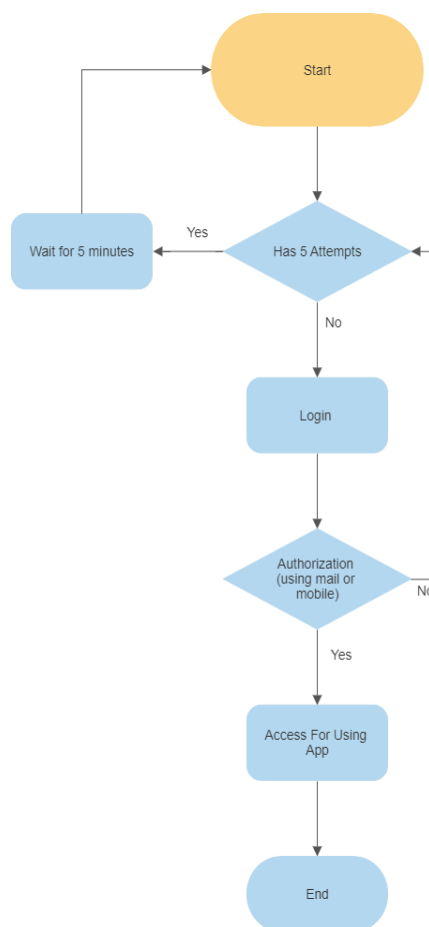 Start
Wait for 5 minutes
Yes
Has 5 Attempts
No
Login
Authorization
(using mail or
mobile)
No
Yes
Access For Using
App
End